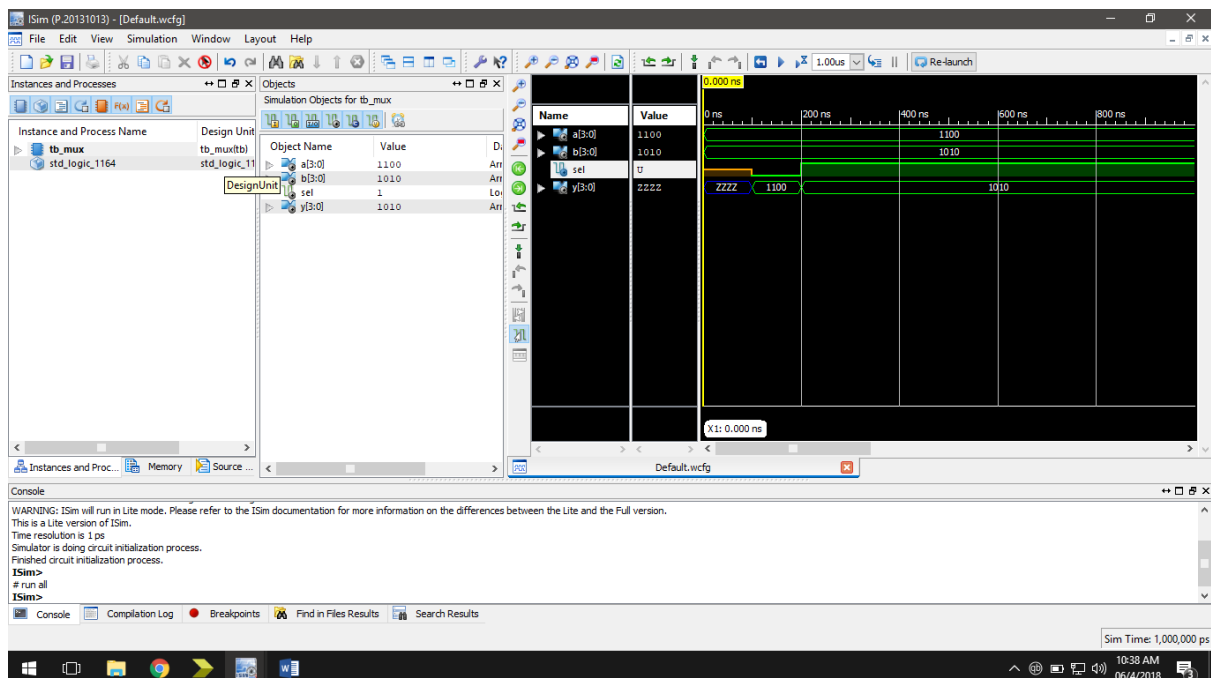 ISim (P.20131013) - [Default.wcfg]
File Edit View Simulation Window Layout Help
1.00us Re-launch
Instances and Processes
Instance and Process Name Design Unit
tb_mux tb_mux(tb)
std_logic_1164 std_logic_11
DesignUnit
Instances and Proc... Memory Source ...
Objects
Simulation Objects for tb_mux
Object Name Value
a[3:0] 1100 Arr
b[3:0] 1010 Arr
sel 1 Lo
y[3:0] 1010 Arr
Name Value
a[3:0] 1100
b[3:0] 1010
sel U
y[3:0] ZZZZ
0.000 ns
0 ns 200 ns 400 ns 600 ns 800 ns
1100
1010
ZZZZ 1100 1010
X1: 0.000 ns
Default.wcfg
Console
WARNING: ISim will run in Lite mode. Please refer to the ISim documentation for more information on the differences between the Lite and the Full version.
This is a Lite version of ISim.
Time resolution is 1 ps
Simulator is doing circuit initialization process.
Finished circuit initialization process.
ISim>
# run all
ISim>
Console Compilation Log Breakpoints Find in Files Results Search Results
Sim Time: 1,000,000 ps
10:38 AM
06/4/2018